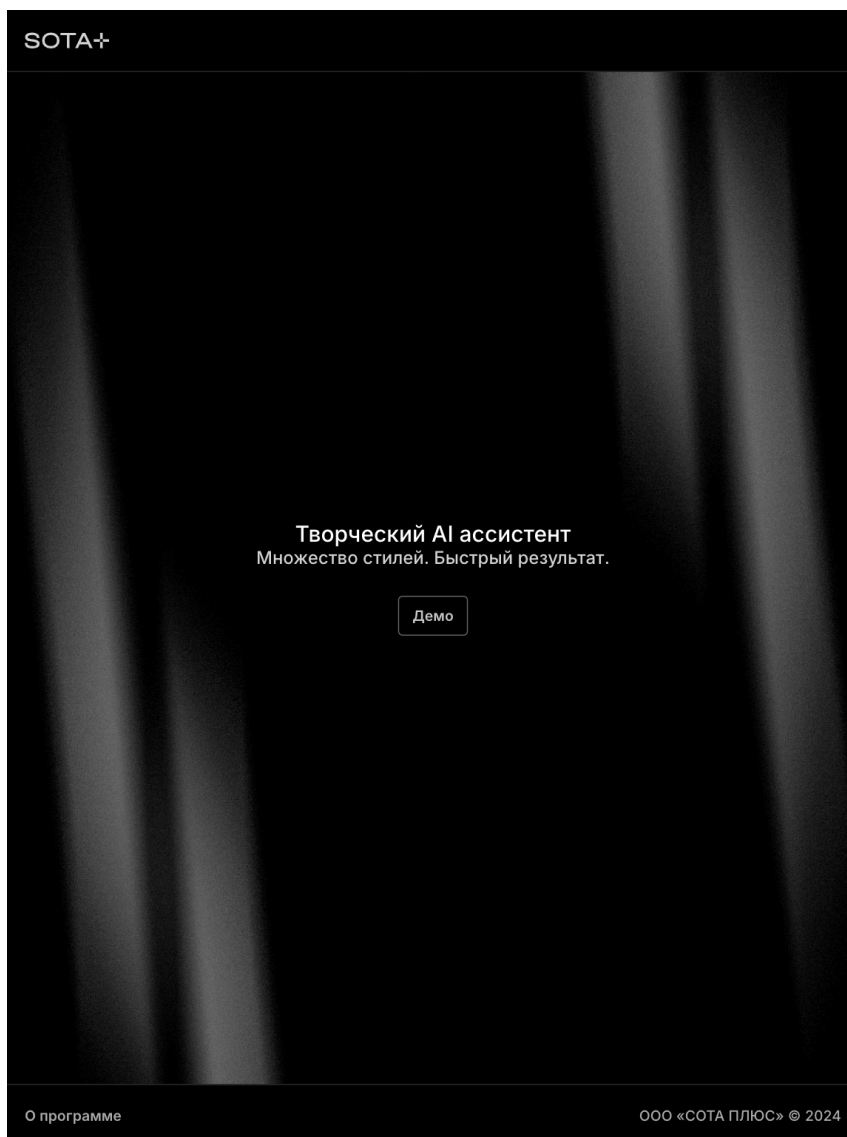 SOTA+
Творческий AI ассистент
Множество стилей. Быстрый результат.
Демо
О программе
ООО «СОТА ПЛЮС» © 2024